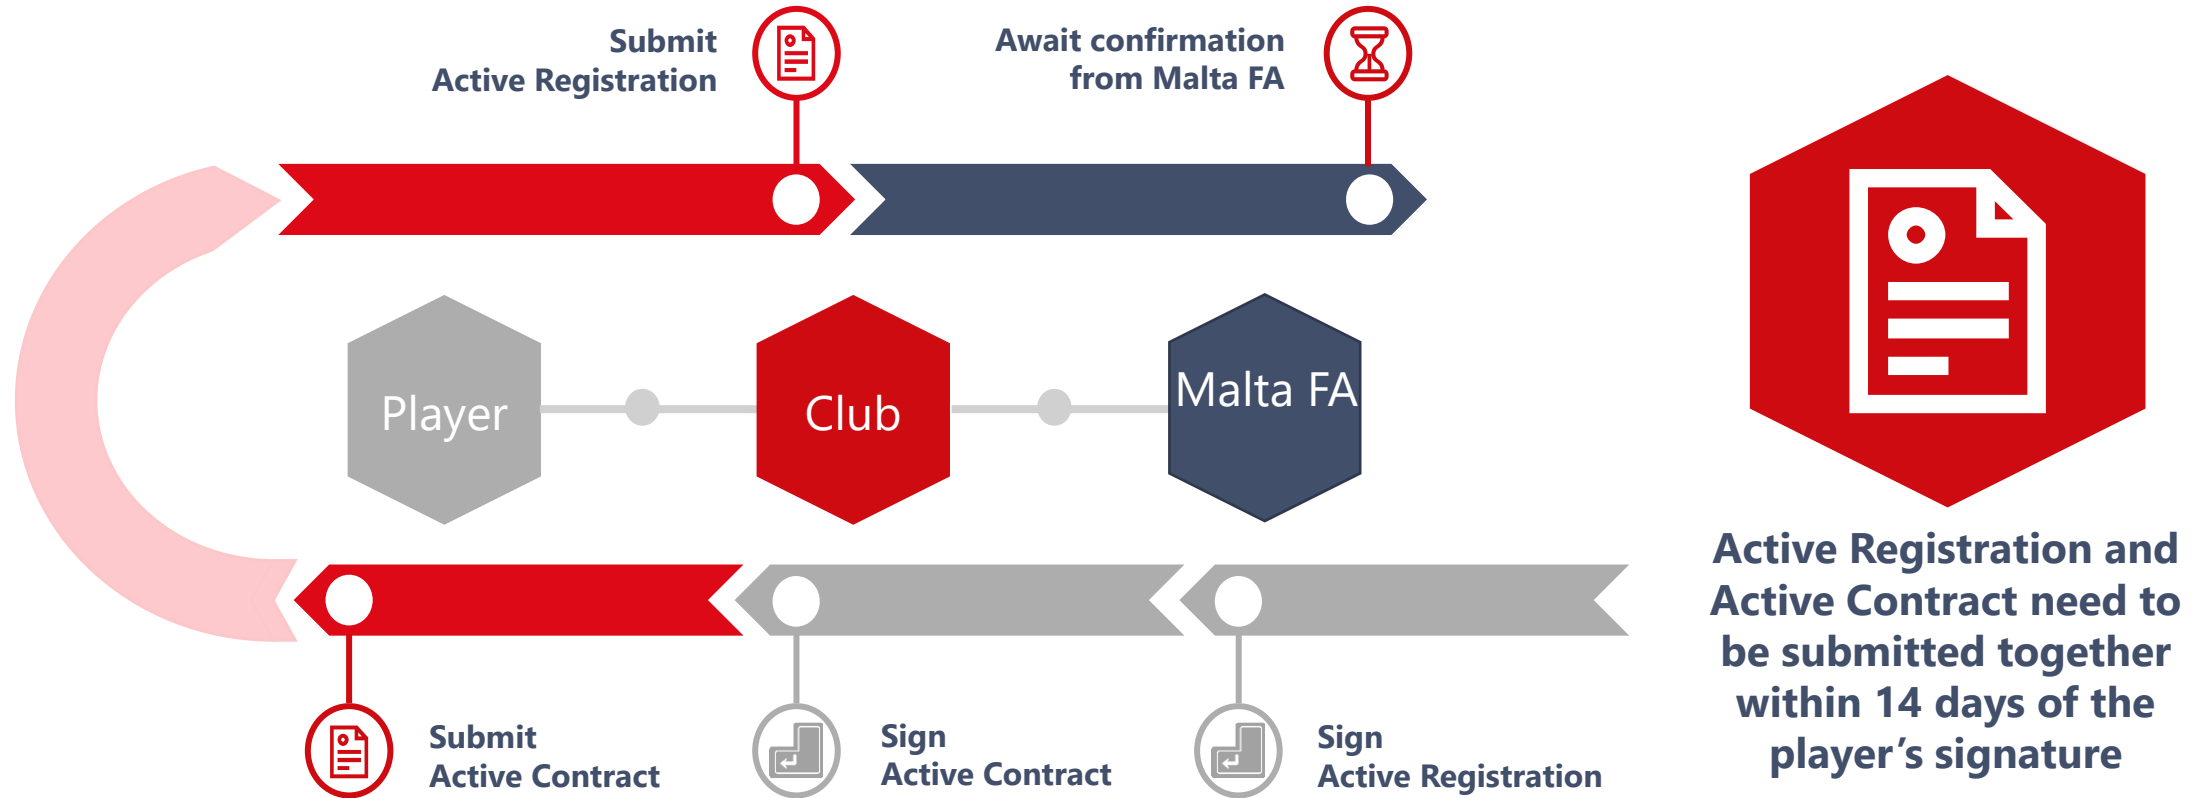 Submit
Active Registration
Await confirmation
from Malta FA
Player
Club
Malta FA
Submit
Active Contract
Sign
Active Contract
Sign
Active Registration
Active Registration and
Active Contract need to
be submitted together
within 14 days of the
player’s signature